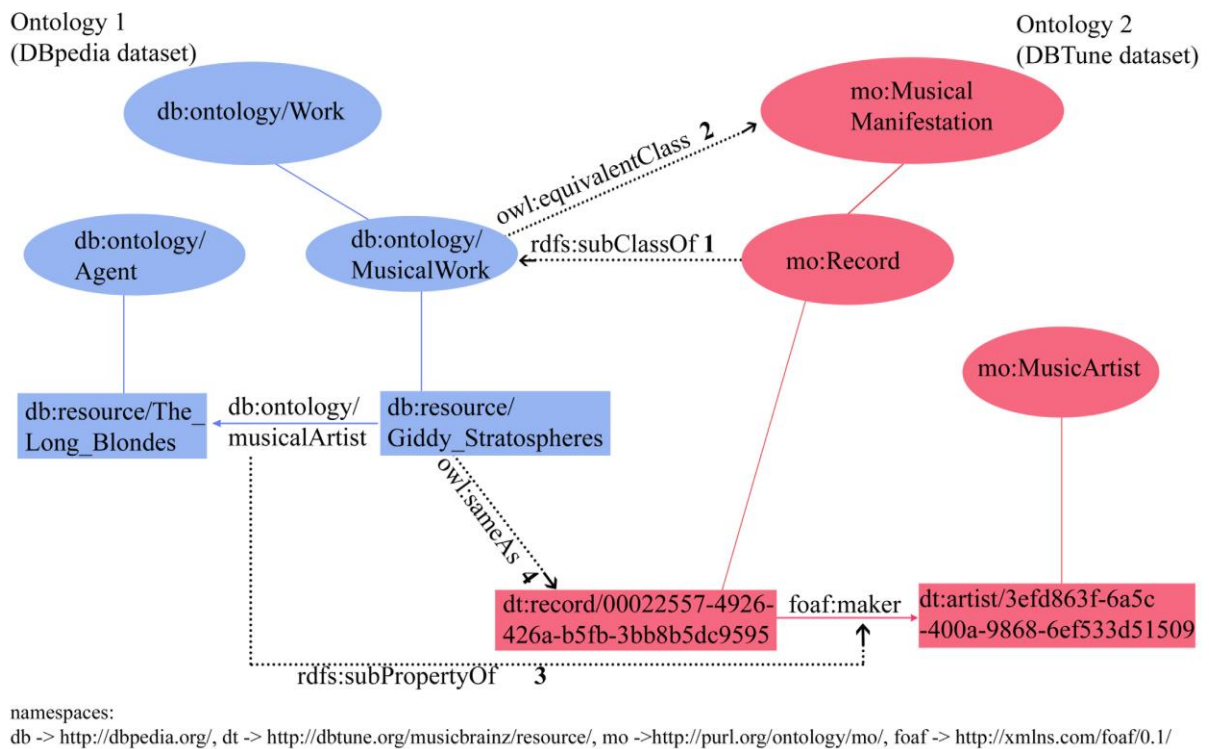 Ontology 1
(DBpedia dataset)
Ontology 2
(DBTune dataset)
db:ontology/Work
mo:Musical
Manifestation
owl:equivalentClass 2
db:ontology/
Agent
db:ontology/
MusicalWork
rdfs:subClassOf 1
mo:Record
mo:MusicArtist
db:resource/The_
Long_Blondes
db:ontology/
musicalArtist
db:resource/
Giddy_Stratospheres
owl:sameAs 4
dt:record/00022557-4926-
426a-b5fb-3bb8b5dc9595
foaf:maker
dt:artist/3efd863f-6a5c
-400a-9868-6ef533d51509
rdfs:subPropertyOf 3
namespaces:
db -> http://dbpedia.org/, dt -> http://dbtune.org/musicbrainz/resource/, mo ->http://purl.org/ontology/mo/, foaf -> http://xmlns.com/foaf/0.1/